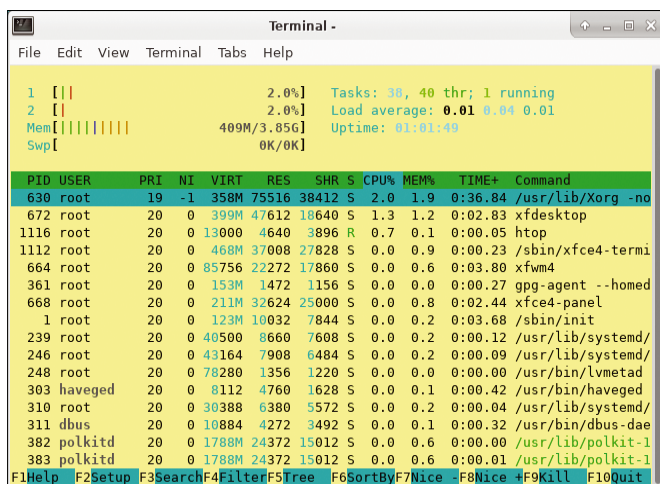 Terminal -
File Edit View Terminal Tabs Help
1 [|| 2.0%] Tasks: 38, 40 thr; 1 running
2 [| 2.0%] Load average: 0.01 0.04 0.01
Mem[||||||||| 409M/3.85G] Uptime: 01:01:49
Swp[ 0K/0K]
PID USER PRI NI VIRT RES SHR S CPU% MEM% TIME+ Command
630 root 19 -1 358M 75516 38412 S 2.0 1.9 0:36.84 /usr/lib/Xorg -no
672 root 20 0 399M 47612 18640 S 1.3 1.2 0:02.83 xfdesktop
1116 root 20 0 13000 4640 3896 R 0.7 0.1 0:00.05 htop
1112 root 20 0 468M 37008 27828 S 0.0 0.9 0:00.23 /sbin/xfce4-termi
664 root 20 0 85756 22272 17860 S 0.0 0.6 0:03.80 xfwm4
361 root 20 0 153M 1472 1156 S 0.0 0.0 0:00.27 gpg-agent --homed
668 root 20 0 211M 32624 25000 S 0.0 0.8 0:02.44 xfce4-panel
1 root 20 0 123M 10032 7844 S 0.0 0.2 0:03.68 /sbin/init
239 root 20 0 40500 8660 7608 S 0.0 0.2 0:00.12 /usr/lib/systemd/
246 root 20 0 43164 7908 6484 S 0.0 0.2 0:00.09 /usr/lib/systemd/
248 root 20 0 78280 1356 1220 S 0.0 0.0 0:00.00 /usr/bin/lvmetad
303 haveged 20 0 8112 4760 1628 S 0.0 0.1 0:00.42 /usr/bin/haveged
310 root 20 0 30388 6380 5572 S 0.0 0.2 0:00.04 /usr/lib/systemd/
311 dbus 20 0 10884 4272 3492 S 0.0 0.1 0:00.32 /usr/bin/dbus-dae
382 polkitd 20 0 1788M 24372 15012 S 0.0 0.6 0:00.00 /usr/lib/polkit-1
383 polkitd 20 0 1788M 24372 15012 S 0.0 0.6 0:00.01 /usr/lib/polkit-1
F1Help F2Setup F3SearchF4FilterF5Tree F6SortByF7Nice -F8Nice +F9Kill F10Quit